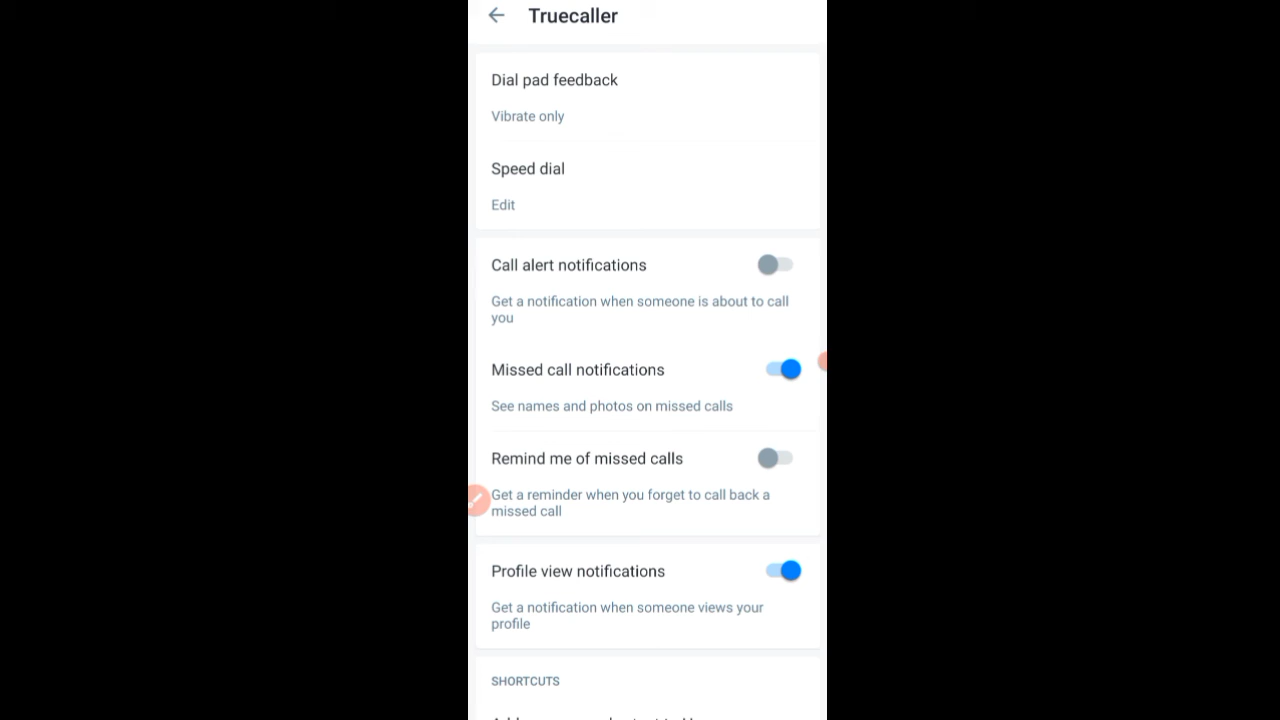 Truecaller
Dial pad feedback
Vibrate only
Speed dial
Edit
Call alert notifications
Get a notification when someone is about to call
you
Missed call notifications
See names and photos on missed calls
Remind me of missed calls
Get a reminder when you forget to call back a
missed call
Profile view notifications
Get a notification when someone views your
profile
SHORTCUTS